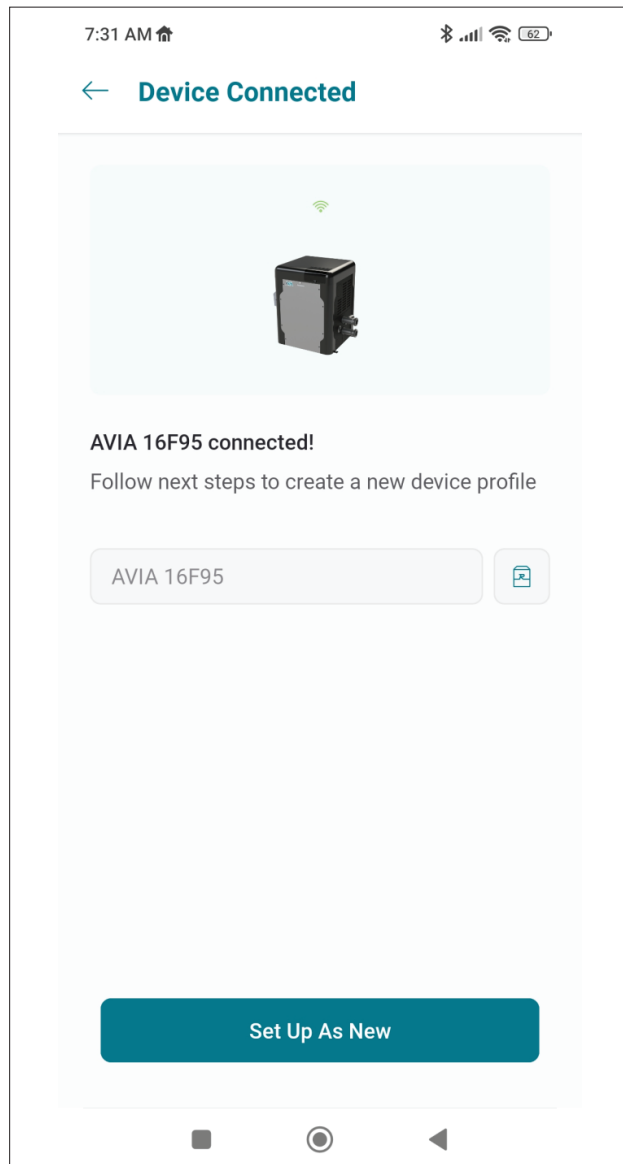 7:31 AM
62
Device Connected
AVIA 16F95 connected!
Follow next steps to create a new device profile
AVIA 16F95
Set Up As New